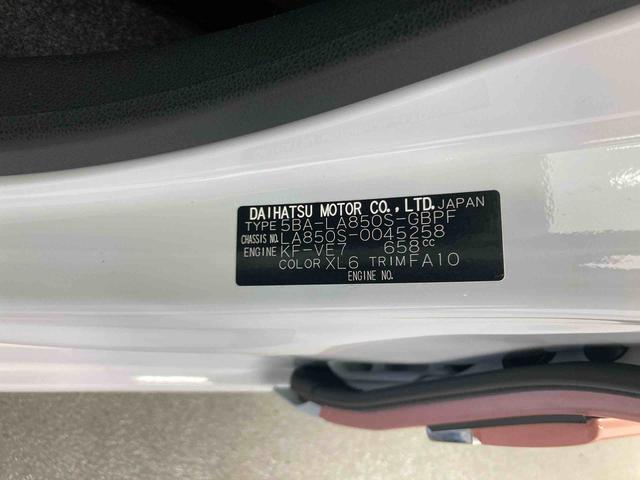 DAIHATSU MOTOR CO., LTD. JAPAN
TYPE 5BA-LA850S-GBPF
CHASSIS NO. LA850S-0045258
ENGINE KF-VE7 658cc
COLOR XL6 TRIM FA10
ENGINE NO.